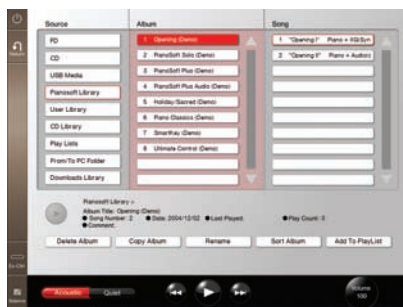 Source
Album
Song
FD
CD
USB Media
Pianosoft Library
User Library
CD Library
Play Lists
From/To PC Folder
Downloads Library
1 Opening (Demo)
2 PianoSoft Solo (Demo)
3 PianoSoft Plus (Demo)
4 PianoSoft Plus Audio (Demo)
5 Holiday/Sacred (Demo)
6 Piano Classics (Demo)
7 SmartKey (Demo)
8 Ultimate Control (Demo)
1 "Opening I" Piano + XG/Syn
2 "Opening II" Piano + Audio
Pianosoft Library >
Album Title: Opening (Demo)
●Song Number: 2 ●Date: 2004/12/02 ●Last Played: ●Play Count: 0
●Comment:
Delete Album
Copy Album
Rename
Sort Album
Add To PlayList
Acoustic
Quiet
Volume
100